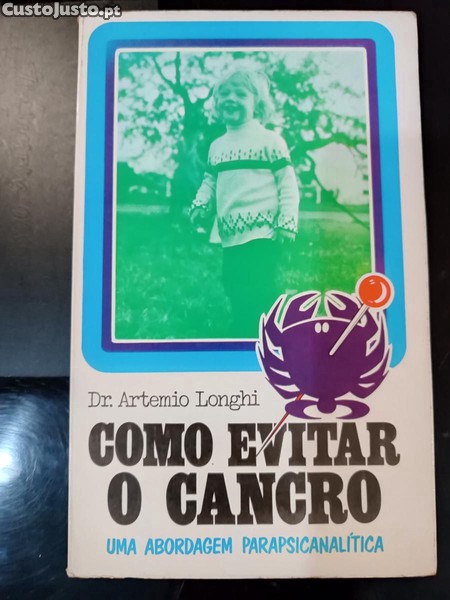 CustoJusto.pt
Dr. Artemio Longhi
COMO EVITAR
O CANCRO
UMA ABORDAGEM PARAPSICANALÍTICA